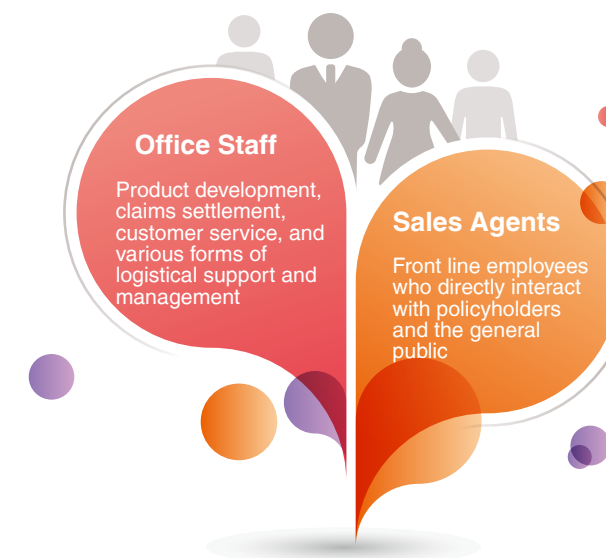 Office Staff
Product development,
claims settlement,
customer service, and
various forms of
logistical support and
management
Sales Agents
Front line employees
who directly interact
with policyholders
and the general
public